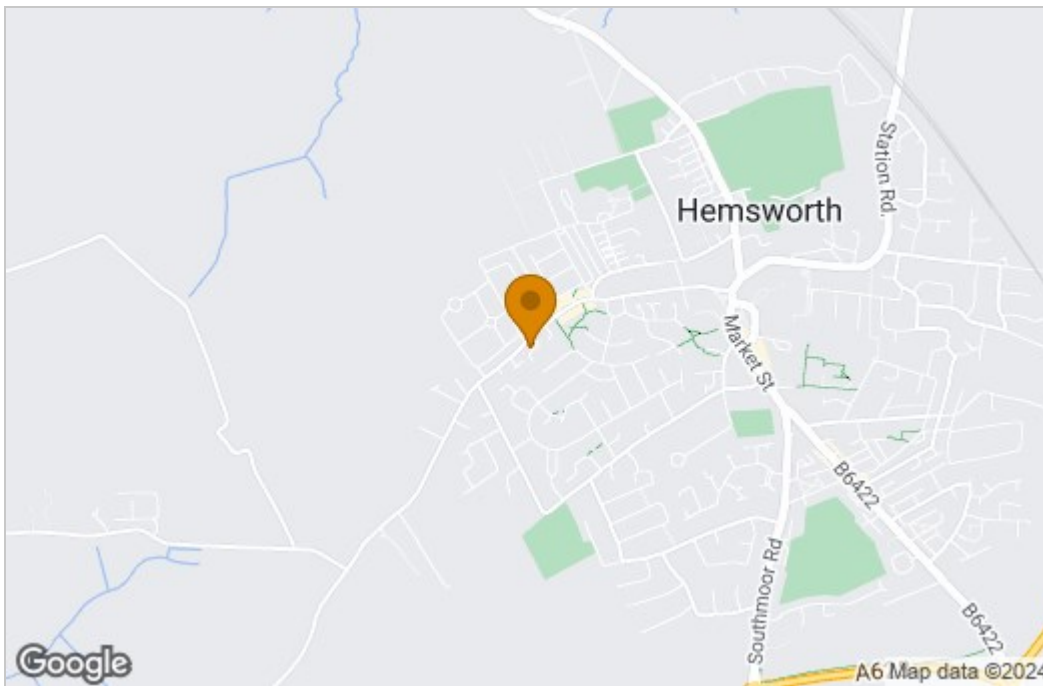 Station Rd.
Hemsworth
Market St
B6422
Southmoor Rd
B6422
Google
A6 Map data ©2024